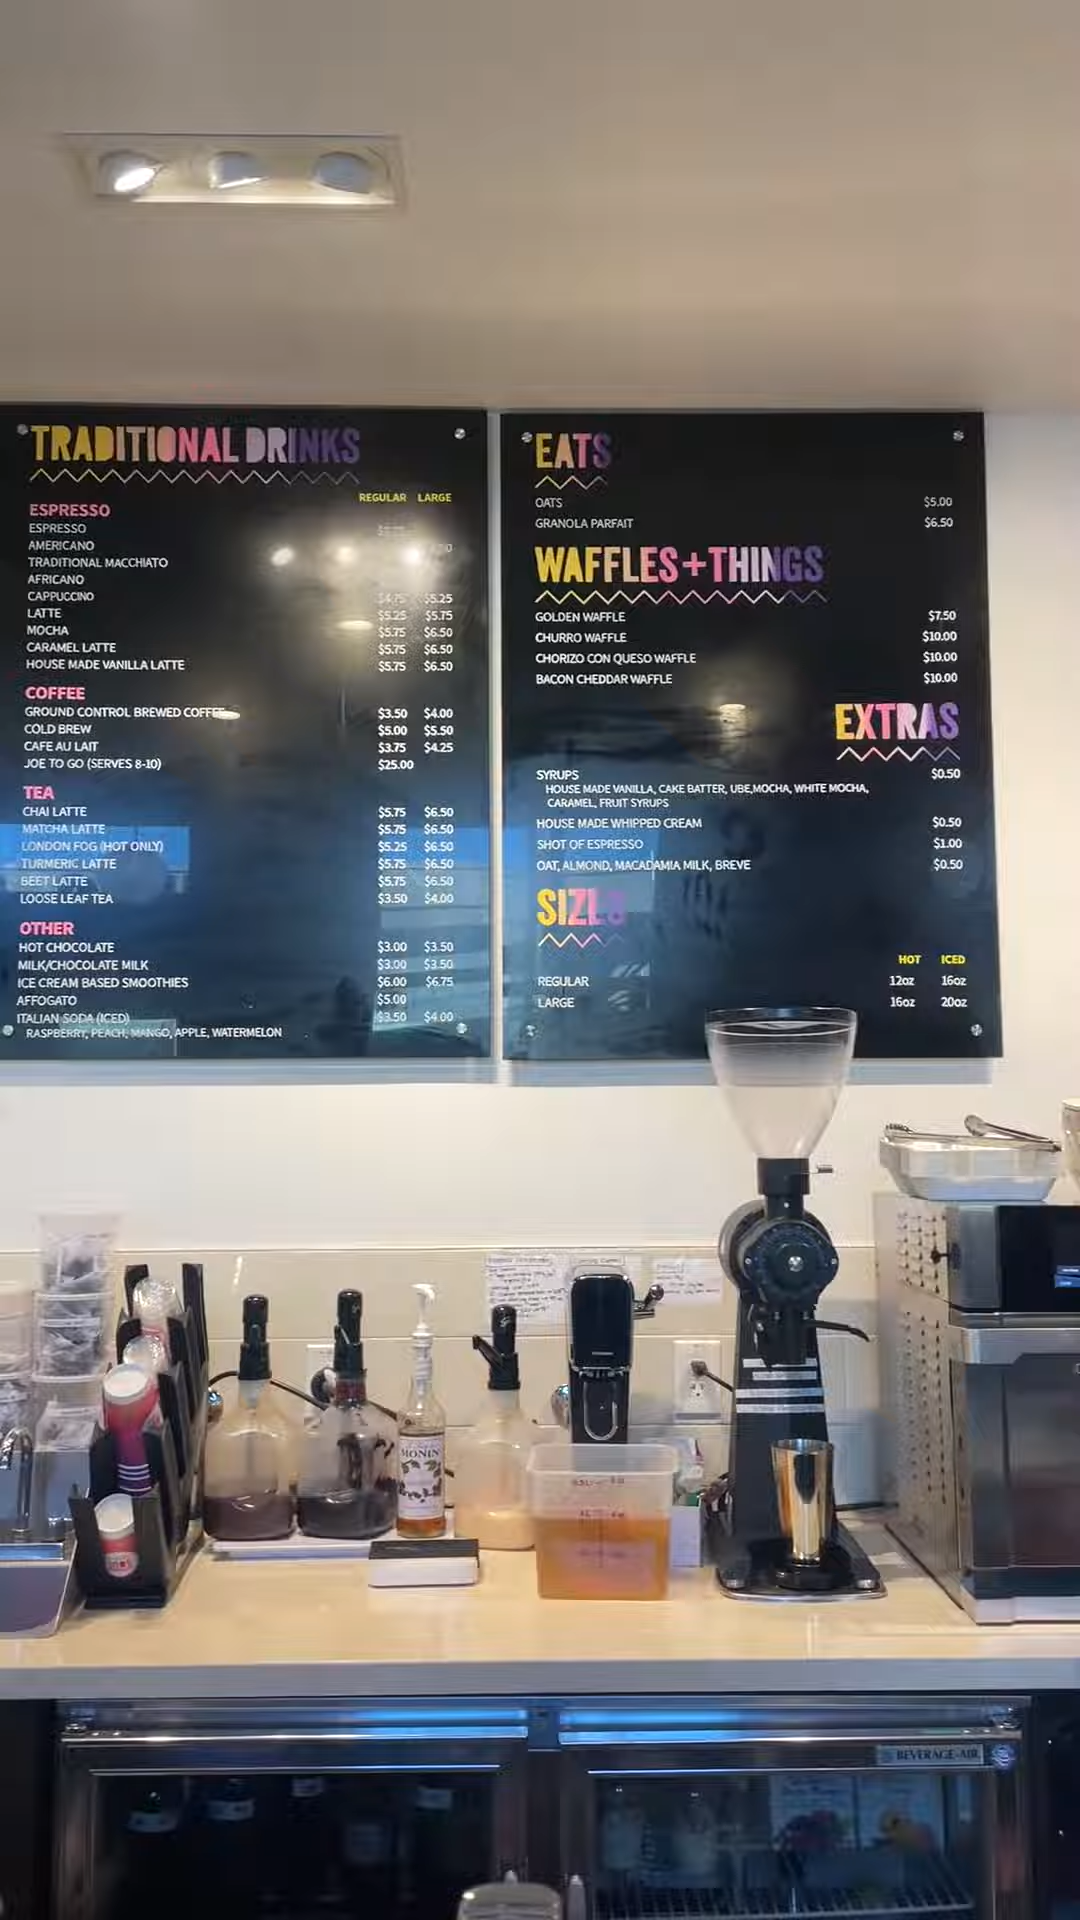 TRADITIONAL DRINKS
REGULAR LARGE
ESPRESSO
ESPRESSO
AMERICANO
TRADITIONAL MACCHIATO
AFRICANO
CAPPUCCINO $4.75 $5.25
LATTE $5.25 $5.75
MOCHA $5.75 $6.50
CARAMEL LATTE $5.75 $6.50
HOUSE MADE VANILLA LATTE $5.75 $6.50
COFFEE
GROUND CONTROL BREWED COFFEE $3.50 $4.00
COLD BREW $5.00 $5.50
CAFE AU LAIT $3.75 $4.25
JOE TO GO (SERVES 8-10) $25.00
TEA
CHAI LATTE $5.75 $6.50
MATCHA LATTE $5.75 $6.50
LONDON FOG (HOT ONLY) $5.25 $6.50
TURMERIC LATTE $5.75 $6.50
BEET LATTE $5.75 $6.50
LOOSE LEAF TEA $3.50 $4.00
OTHER
HOT CHOCOLATE $3.00 $3.50
MILK/CHOCOLATE MILK $3.00 $3.50
ICE CREAM BASED SMOOTHIES $6.00 $6.75
AFFOGATO $5.00
ITALIAN SODA (ICED) $3.50 $4.00
RASPBERRY, PEACH, MANGO, APPLE, WATERMELON
EATS
OATS $5.00
GRANOLA PARFAIT $6.50
WAFFLES+THINGS
GOLDEN WAFFLE $7.50
CHURRO WAFFLE $10.00
CHORIZO CON QUESO WAFFLE $10.00
BACON CHEDDAR WAFFLE $10.00
EXTRAS
SYRUPS $0.50
HOUSE MADE VANILLA, CAKE BATTER, UBE,MOCHA, WHITE MOCHA,
CARAMEL, FRUIT SYRUPS
HOUSE MADE WHIPPED CREAM $0.50
SHOT OF ESPRESSO $1.00
OAT, ALMOND, MACADAMIA MILK, BREVE $0.50
SIZES
HOT ICED
REGULAR 12oz 16oz
LARGE 16oz 20oz
MONIN
BEVERAGE-AIR